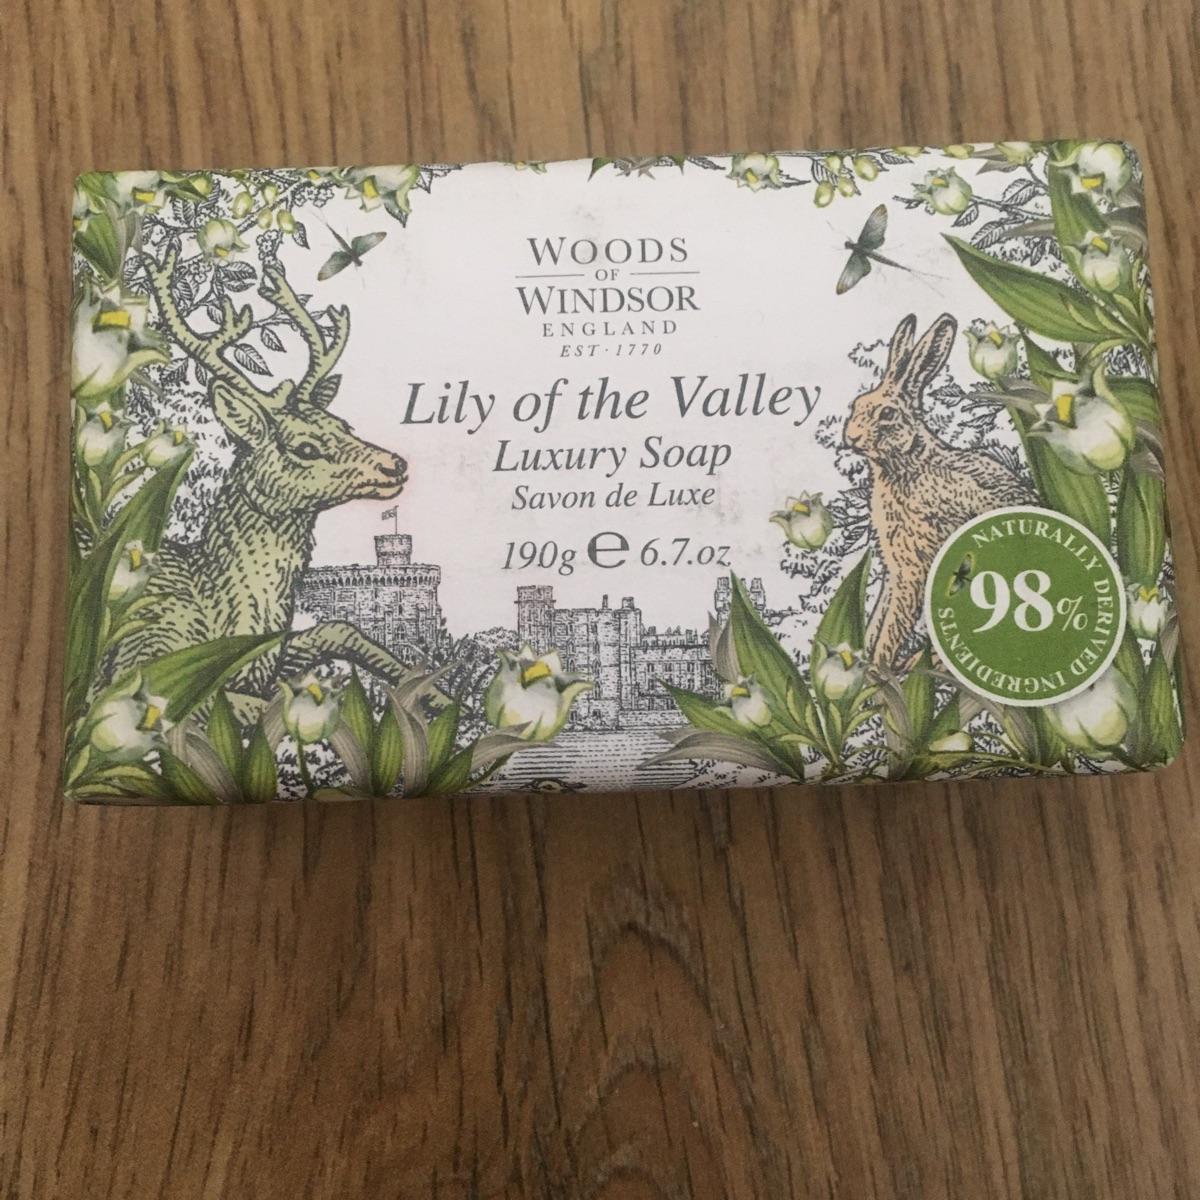 WOODS
OF
WINDSOR
ENGLAND
EST·1770
Lily of the Valley
Luxury Soap
Savon de Luxe
190g ℮ 6.7.oz
98%
NATURALLY DERIVED INGREDIENTS